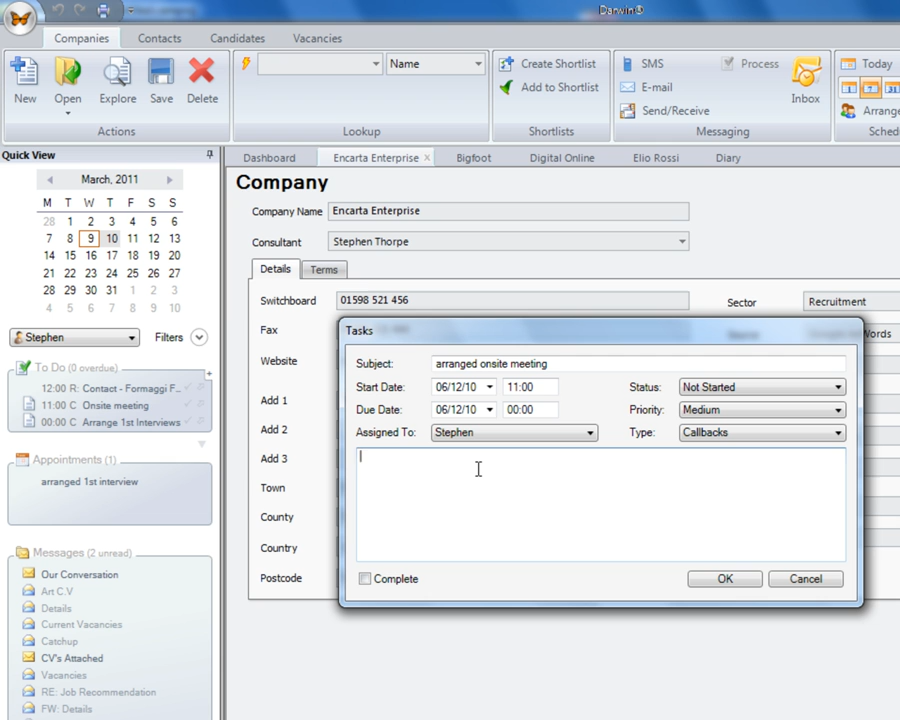 Darwin®
Companies Contacts Candidates Vacancies
New Open Explore Save Delete
Actions
Name
Lookup
Create Shortlist
Add to Shortlist
Shortlists
SMS Process
E-mail
Send/Receive
Inbox
Messaging
Today
7 31
Arrange
Sched
Quick View
March, 2011
M T W T F S S
28 1 2 3 4 5 6
7 8 9 10 11 12 13
14 15 16 17 18 19 20
21 22 23 24 25 26 27
28 29 30 31 1 2 3
4 5 6 7 8 9 10
Stephen Filters
To Do (0 overdue)
12:00 R: Contact - Formaggi F...
11:00 C Onsite meeting
00:00 C Arrange 1st Interviews
Appointments (1)
arranged 1st interview
Messages (2 unread)
Our Conversation
Art C.V
Details
Current Vacancies
Catchup
CV's Attached
Vacancies
RE: Job Recommendation
FW: Details
Dashboard Encarta Enterprise x Bigfoot Digital Online Elio Rossi Diary
Company
Company Name Encarta Enterprise
Consultant Stephen Thorpe
Details Terms
Switchboard 01598 521 456 Sector Recruitment
Fax
Words
Website
Add 1
Add 2
Add 3
Town
County
Country
Postcode
Tasks
Subject: arranged onsite meeting
Start Date: 06/12/10 11:00 Status: Not Started
Due Date: 06/12/10 00:00 Priority: Medium
Assigned To: Stephen Type: Callbacks
Complete OK Cancel